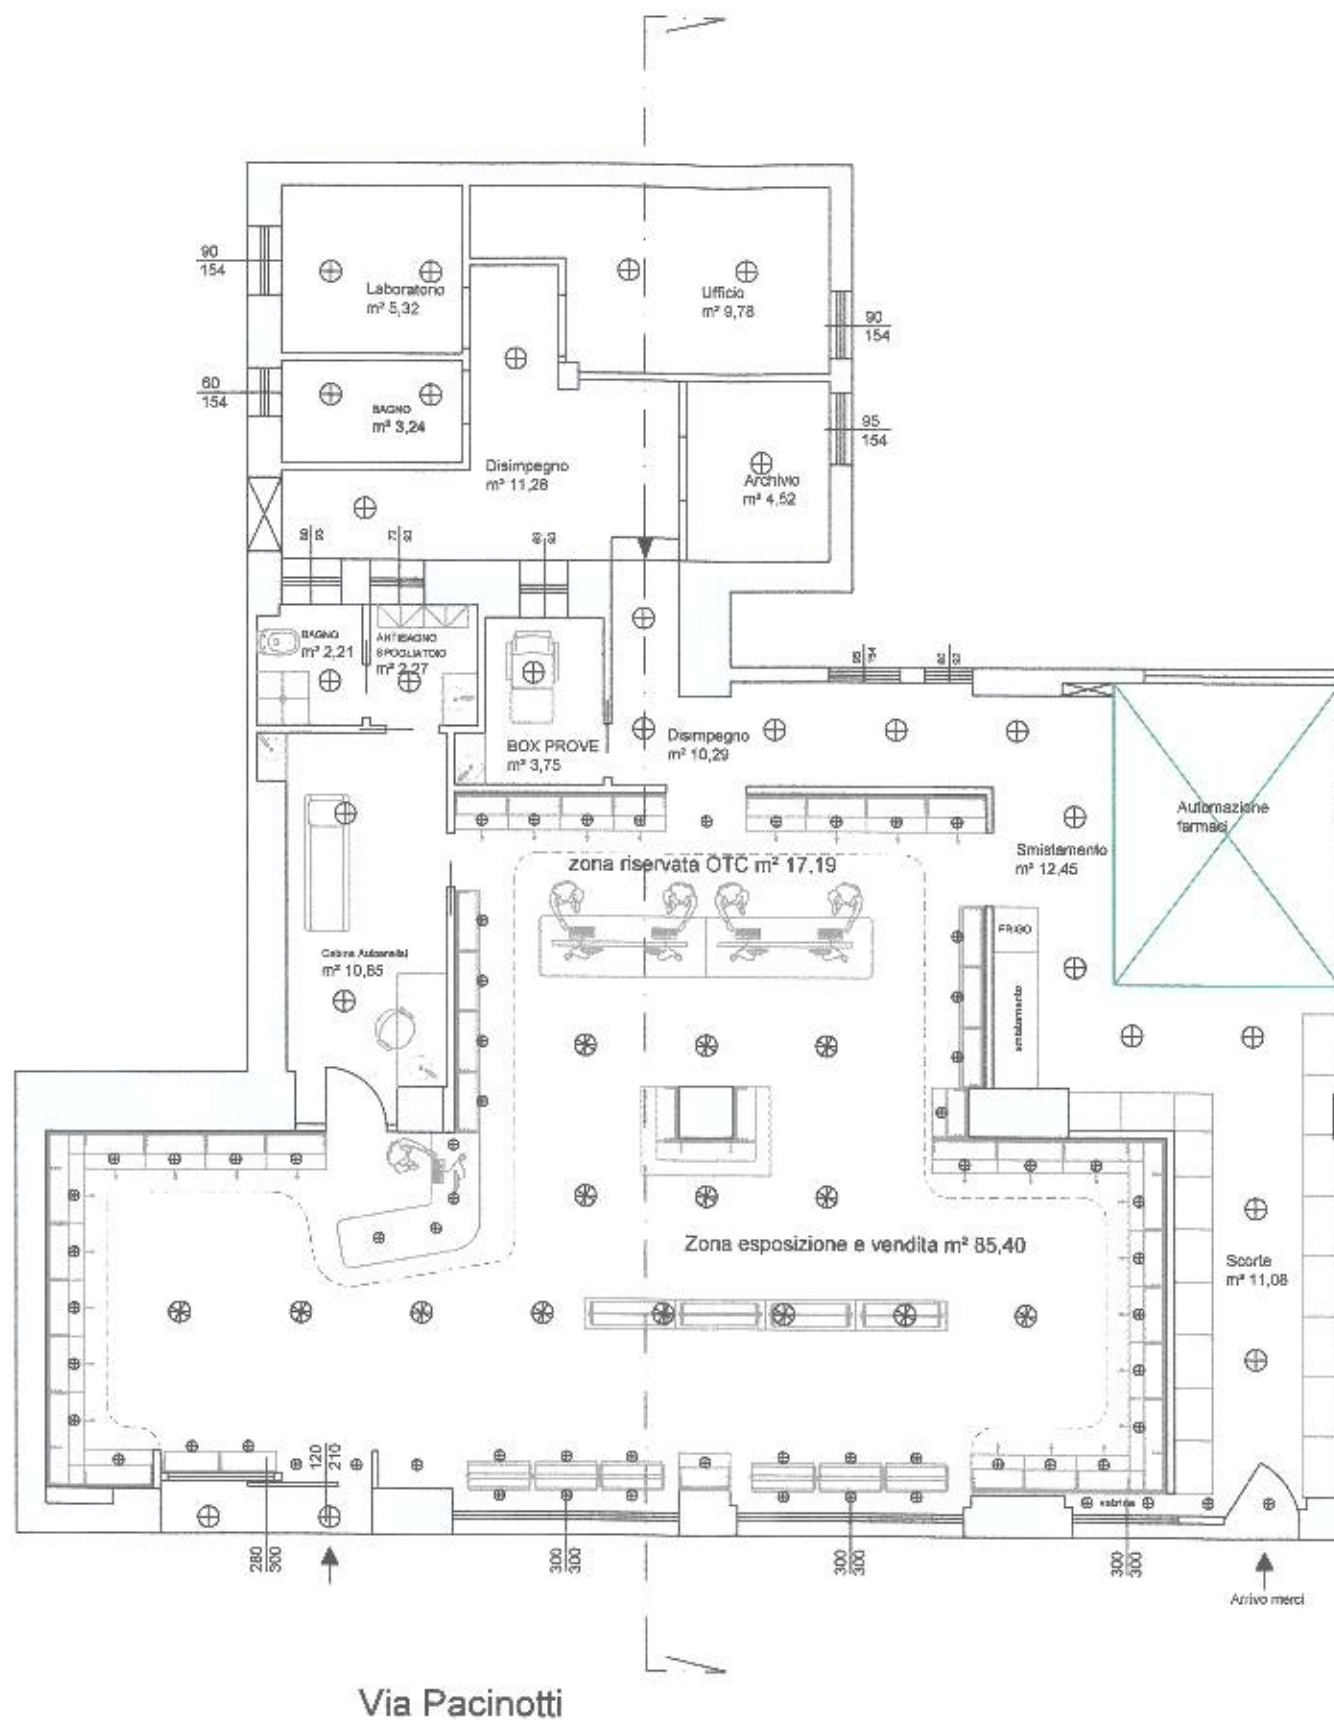 90
154
Laboratorio
m² 5,32
Ufficio
m² 9,78
90
154
60
154
BAGNO
m² 3,24
95
154
Disimpegno
m² 11,28
Archivio
m² 4,52
93
92
BAGNO
m² 2,21
ANTIBAGNO
SPOGLIATOIO
m² 2,27
154
BOX PROVE
m² 3,75
Disimpegno
m² 10,29
Automazione
farmaci
Smistamento
m² 12,45
zona riservata OTC m² 17,19
FRIGO
smistamento
Cabina Autoanalisi
m² 10,85
Zona esposizione e vendita m² 85,40
Scorte
m² 11,08
120
210
vetrina
280
300
300
300
300
300
300
300
Arrivo merci
Via Pacinotti